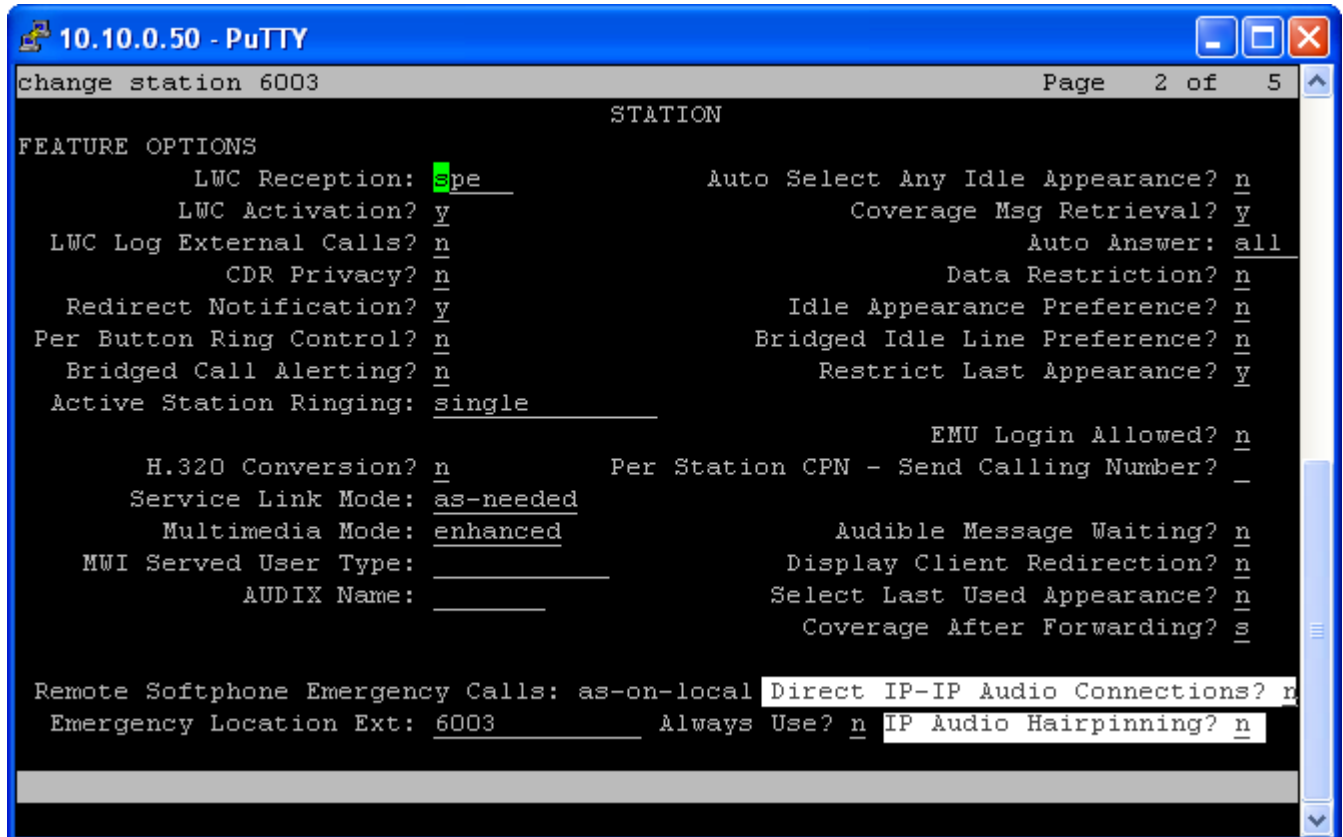 10.10.0.50 - PuTTY
change station 6003 Page 2 of 5
STATION
FEATURE OPTIONS
LWC Reception: spe Auto Select Any Idle Appearance? n
LWC Activation? y Coverage Msg Retrieval? y
LWC Log External Calls? n Auto Answer: all
CDR Privacy? n Data Restriction? n
Redirect Notification? y Idle Appearance Preference? n
Per Button Ring Control? n Bridged Idle Line Preference? n
Bridged Call Alerting? n Restrict Last Appearance? y
Active Station Ringing: single
EMU Login Allowed? n
H.320 Conversion? n Per Station CPN - Send Calling Number? _
Service Link Mode: as-needed
Multimedia Mode: enhanced Audible Message Waiting? n
MWI Served User Type: Display Client Redirection? n
AUDIX Name: Select Last Used Appearance? n
Coverage After Forwarding? s
Remote Softphone Emergency Calls: as-on-local Direct IP-IP Audio Connections? n
Emergency Location Ext: 6003 Always Use? n IP Audio Hairpinning? n